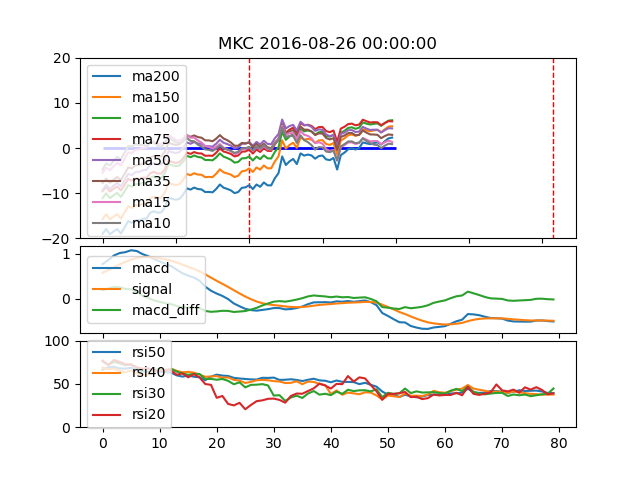 MKC 2016-08-26 00:00:00
20
10
0
−10
−20
ma200
ma150
ma100
ma75
ma50
ma35
ma15
ma10
1
0
macd
signal
macd_diff
100
50
0
rsi50
rsi40
rsi30
rsi20
0 10 20 30 40 50 60 70 80